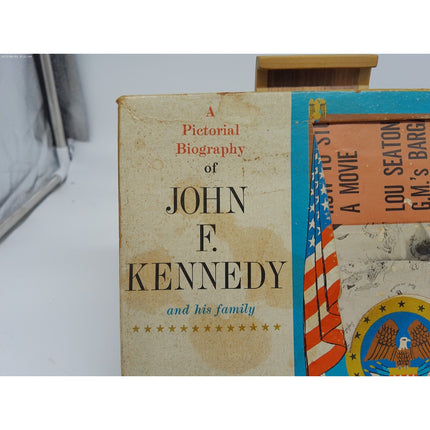 A
Pictorial
Biography
of
JOHN
F.
KENNEDY
and his family
A MOVIE
LOU SEATON
G.M.'s BARG